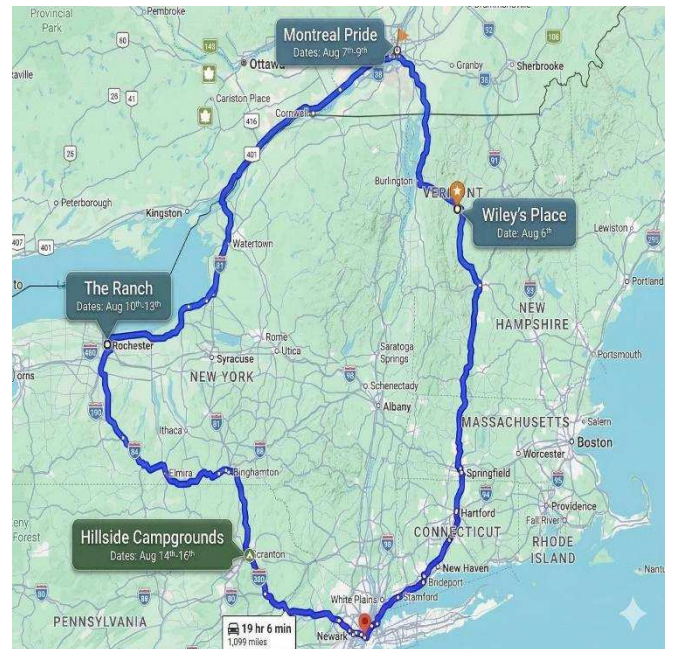 Provincial
Park
Pembroke
Ottawa
Montreal Pride
Dates: Aug 7th-9th
Granby
Sherbrooke
Carlston Place
Cornwell
Peterborough
Kingston
Burlington
VERMONT
Wiley's Place
Date: Aug 6th
Lewiston
Portland
Watertown
The Ranch
Dates: Aug 10th-13th
Rochester
Syracuse
Rome
Utica
NEW YORK
Saratoga
Springs
NEW
HAMPSHIRE
Portsmouth
Schenectady
Albany
MASSACHUSETTS
Salem
Boston
Worcester
Ithaca
Elmira
Binghamton
Springfield
Hartford
CONNECTICUT
Providence
Fall River
RHODE
ISLAND
Hillside Campgrounds
Dates: Aug 14th-16th
Scranton
New Haven
Brideport
Stamford
White Plains
Newark
PENNSYLVANIA
19 hr 6 min
1,099 miles